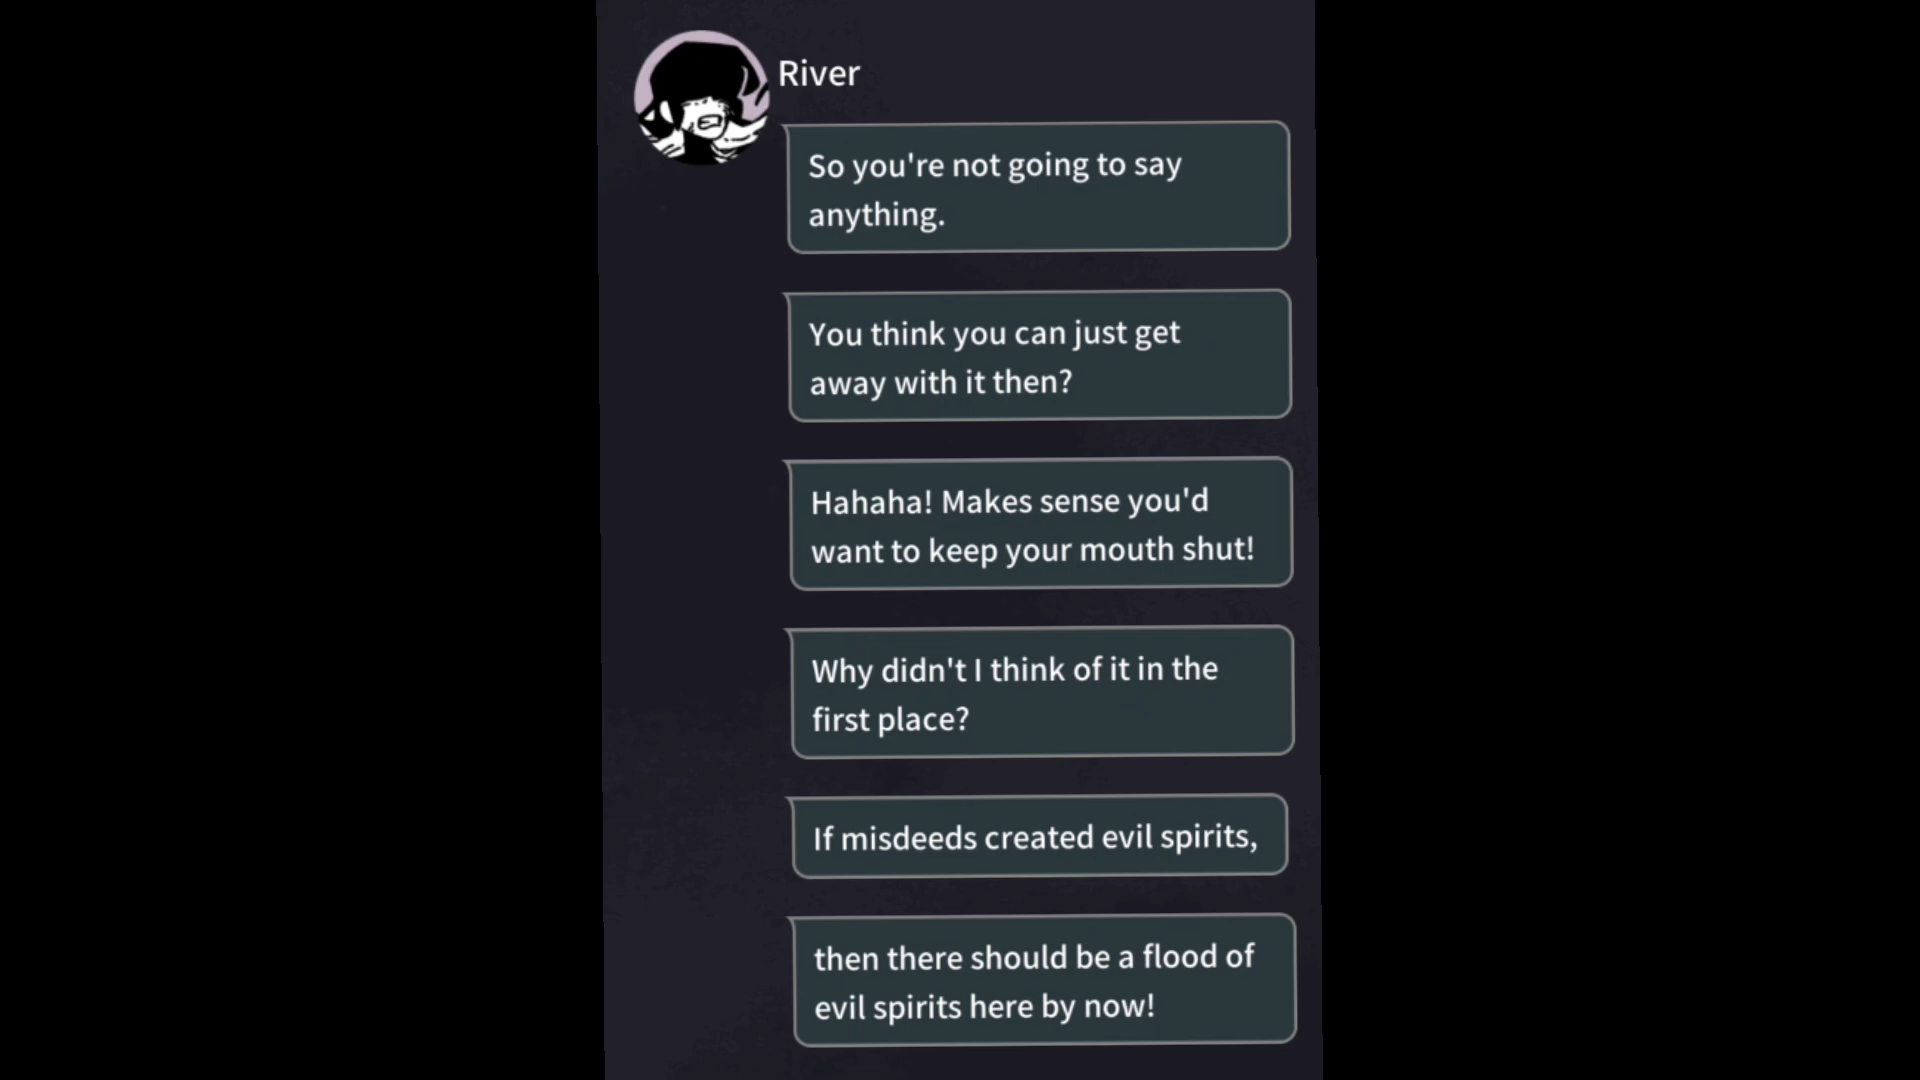 River
So you're not going to say
anything.
You think you can just get
away with it then?
Hahaha! Makes sense you'd
want to keep your mouth shut!
Why didn't I think of it in the
first place?
If misdeeds created evil spirits,
then there should be a flood of
evil spirits here by now!